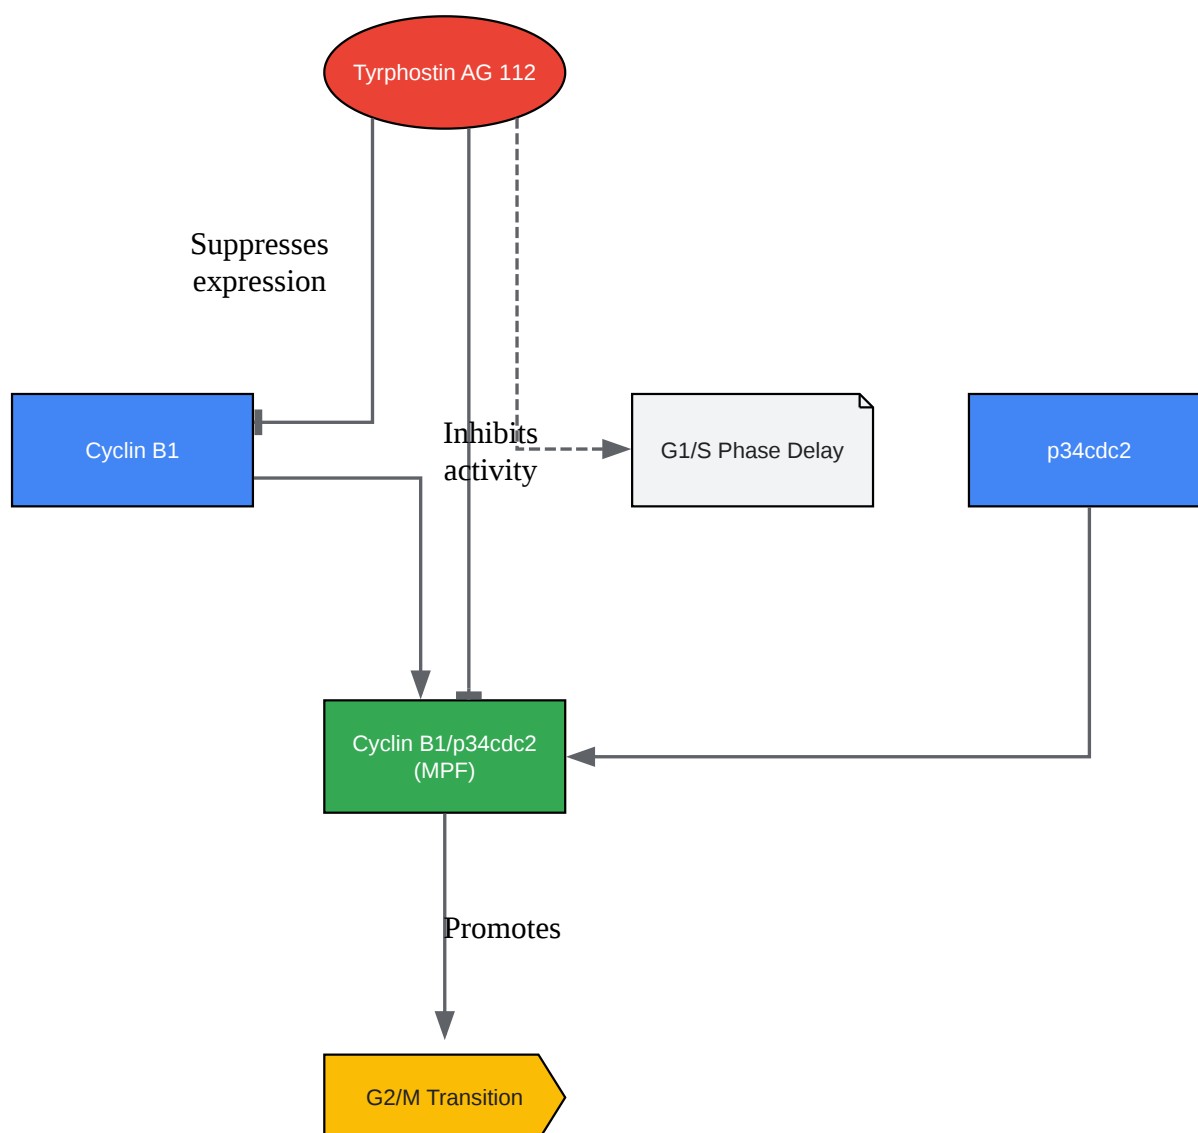 Tyrphostin AG 112
Suppresses
expression
Inhibits
activity
Cyclin B1
G1/S Phase Delay
p34cdc2
Cyclin B1/p34cdc2
(MPF)
Promotes
G2/M Transition